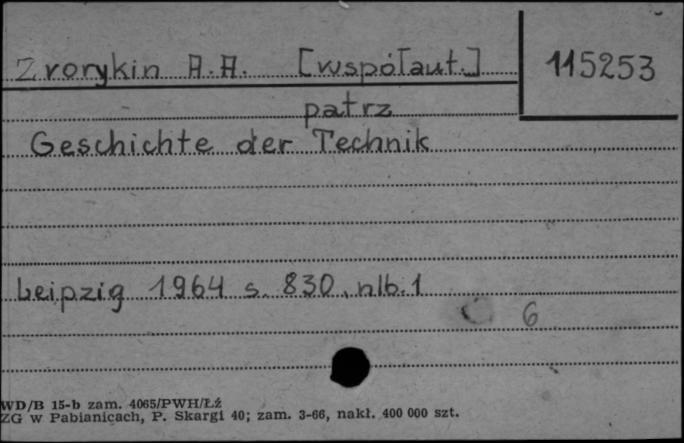 Zvorykin A.A. [współaut.] 115253
patrz
Geschichte der Technik
Leipzig 1964 s. 830, nlb. 1
6
WD/B 15-b zam. 4065/PWH/Łź
ZG w Pabianicach, P. Skargi 40; zam. 3-66, nakł. 400 000 szt.